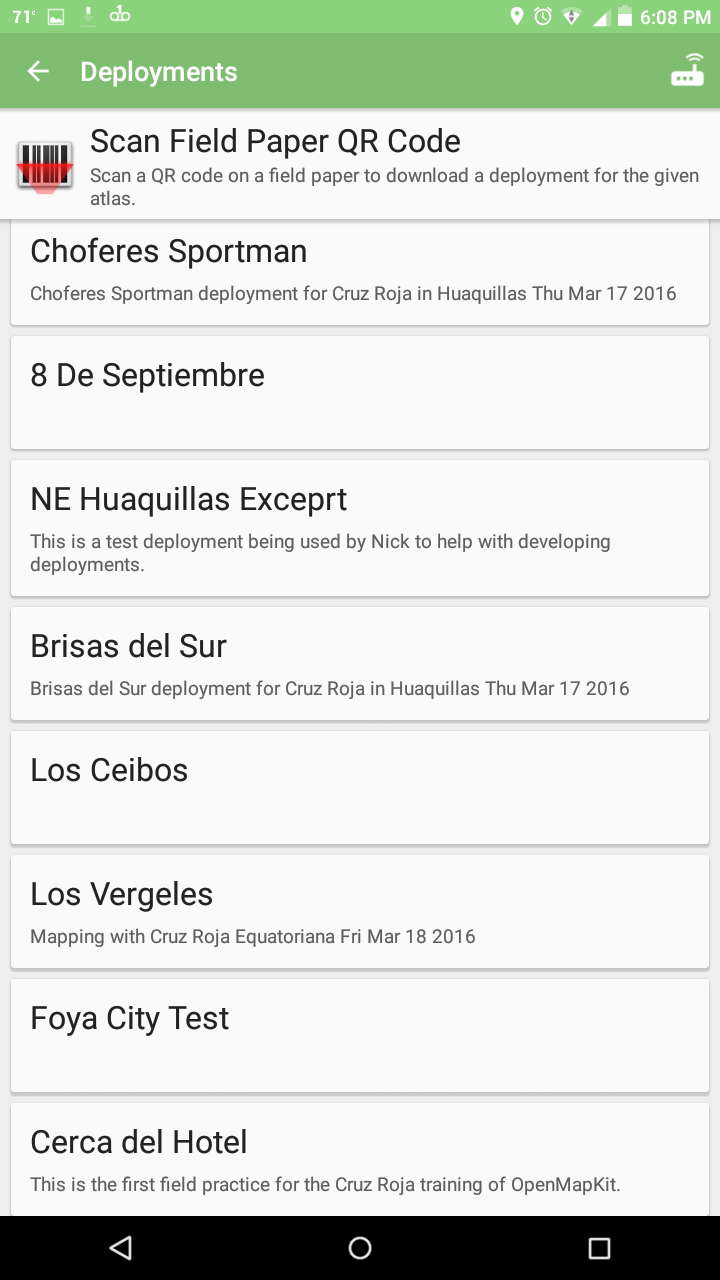 71°
6:08 PM
Deployments
Scan Field Paper QR Code
Scan a QR code on a field paper to download a deployment for the given
atlas.
Choferes Sportman
Choferes Sportman deployment for Cruz Roja in Huaquillas Thu Mar 17 2016
8 De Septiembre
NE Huaquillas Exceprt
This is a test deployment being used by Nick to help with developing
deployments.
Brisas del Sur
Brisas del Sur deployment for Cruz Roja in Huaquillas Thu Mar 17 2016
Los Ceibos
Los Vergeles
Mapping with Cruz Roja Equatoriana Fri Mar 18 2016
Foya City Test
Cerca del Hotel
This is the first field practice for the Cruz Roja training of OpenMapKit.